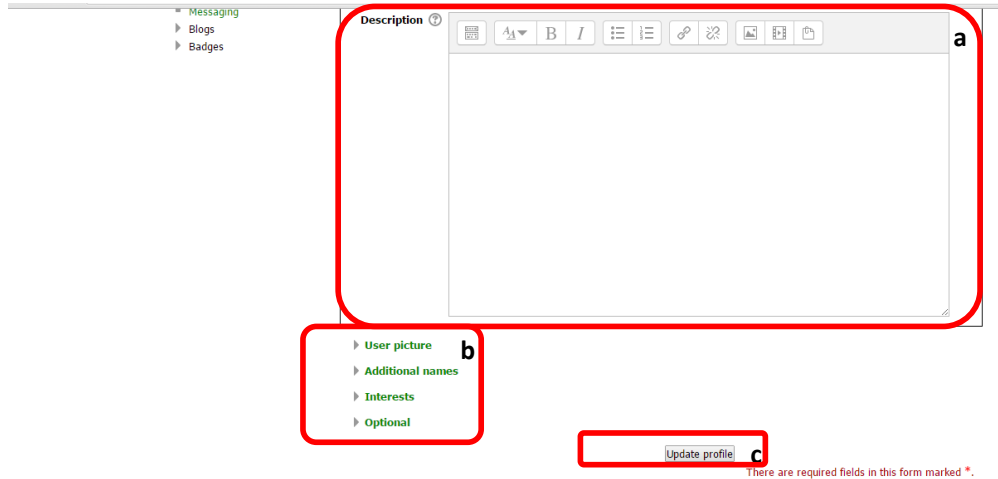 Messaging
Blogs
Badges
Description
a
B I
User picture
b
Additional names
Interests
Optional
Update profile
c
There are required fields in this form marked *.